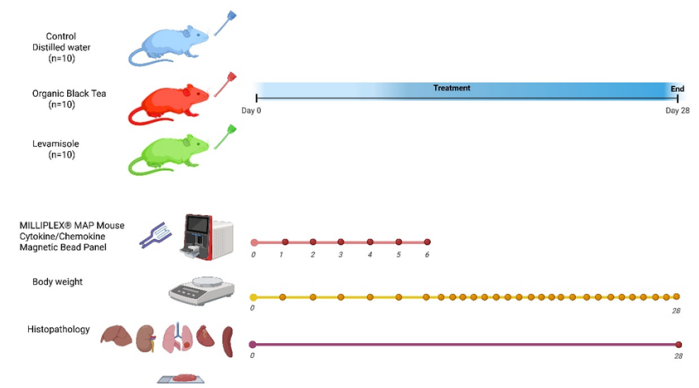 Control
Distilled water
(n=10)
Organic Black Tea
(n=10)
Levamisole
(n=10)
Treatment
End
Day 0
Day 28
MILLIPLEX® MAP Mouse
Cytokine/Chemokine
Magnetic Bead Panel
0 1 2 3 4 5 6
Body weight
0 28
Histopathology
0 28